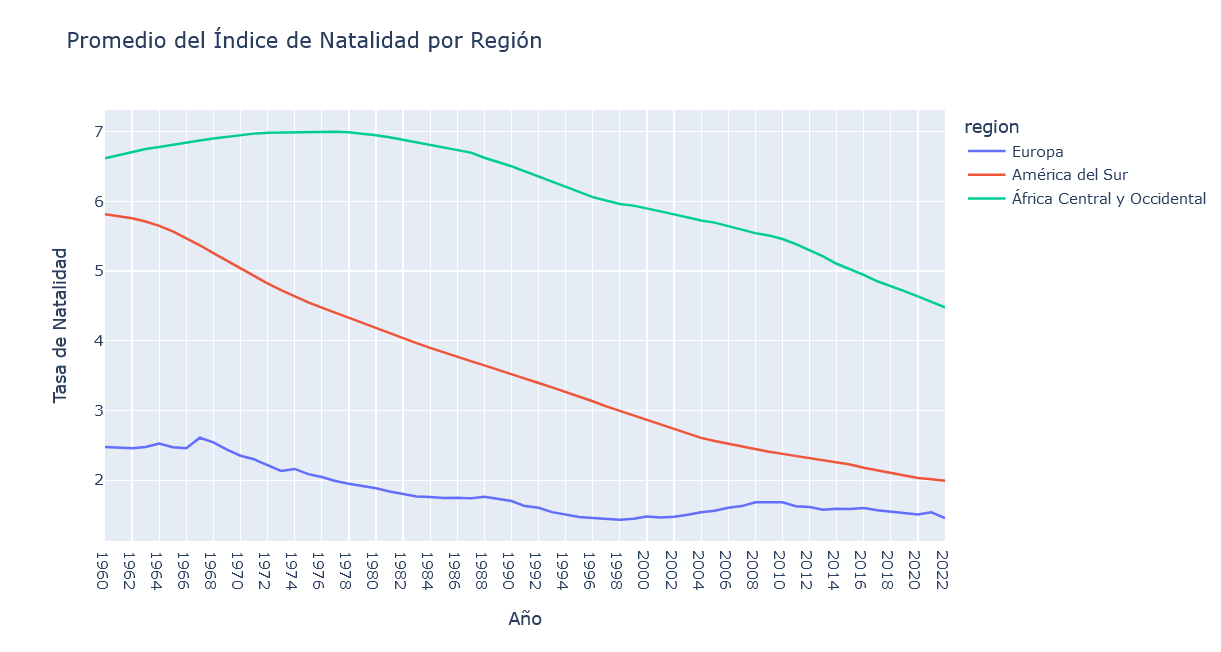 Promedio del Índice de Natalidad por Región
region
Europa
América del Sur
África Central y Occidental
Tasa de Natalidad
7
6
5
4
3
2
1960 1962 1964 1966 1968 1970 1972 1974 1976 1978 1980 1982 1984 1986 1988 1990 1992 1994 1996 1998 2000 2002 2004 2006 2008 2010 2012 2014 2016 2018 2020 2022
Año